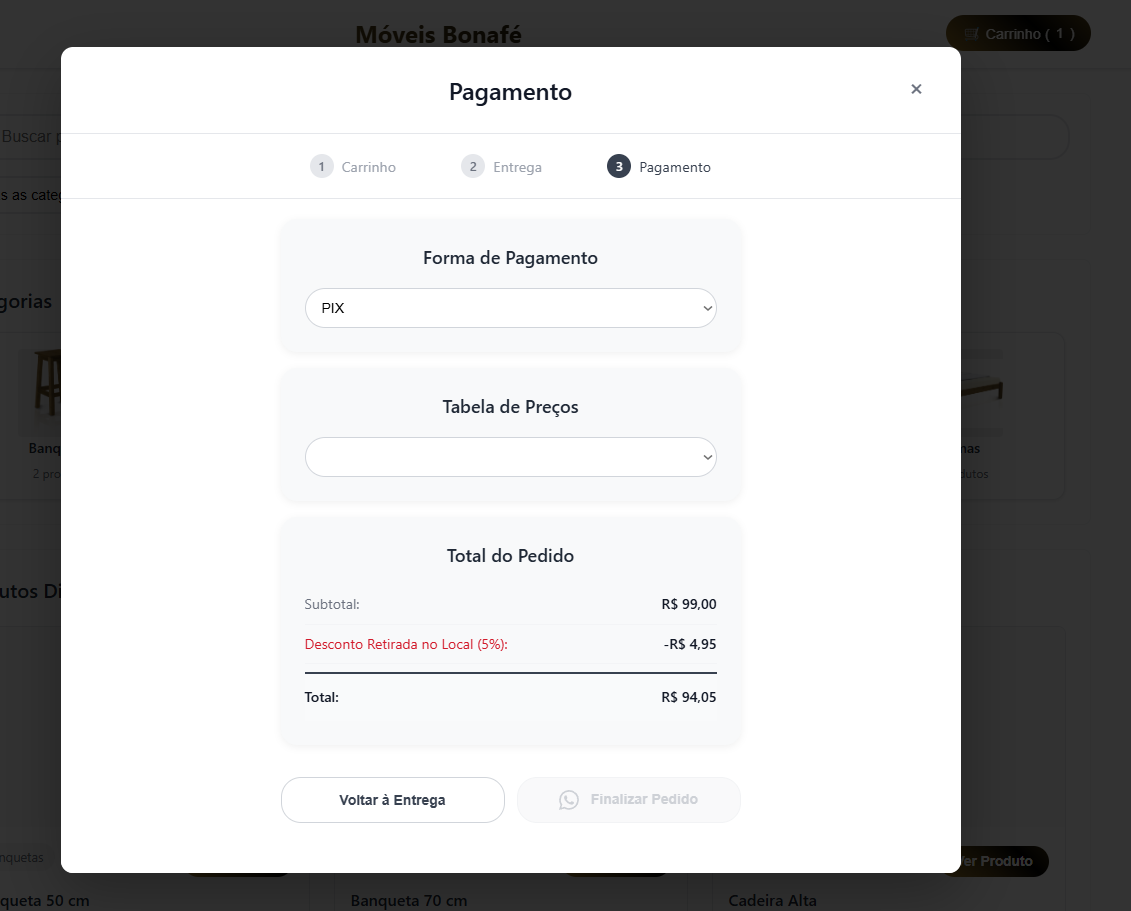 Móveis Bonafé
Carrinho ( 1 )
Pagamento
×
Buscar
1 Carrinho
2 Entrega
3 Pagamento
s as categ
Forma de Pagamento
gorias
PIX
Tabela de Preços
Banq
nas
2 pro
dutos
Total do Pedido
utos Di
Subtotal:
R$ 99,00
Desconto Retirada no Local (5%):
-R$ 4,95
Total:
R$ 94,05
Voltar à Entrega
Finalizar Pedido
nquetas
Ver Produto
queta 50 cm
Banqueta 70 cm
Cadeira Alta